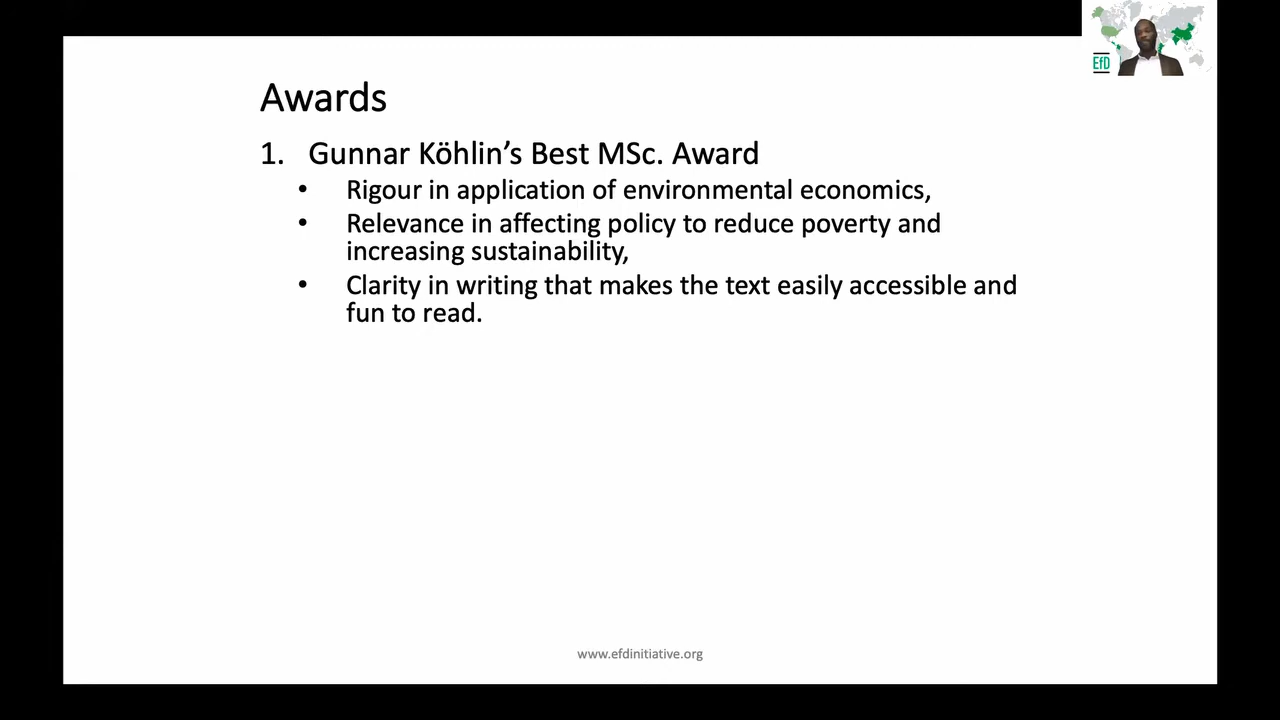 EfD
Awards
1. Gunnar Köhlin’s Best MSc. Award
• Rigour in application of environmental economics,
• Relevance in affecting policy to reduce poverty and
increasing sustainability,
• Clarity in writing that makes the text easily accessible and
fun to read.
www.efdinitiative.org